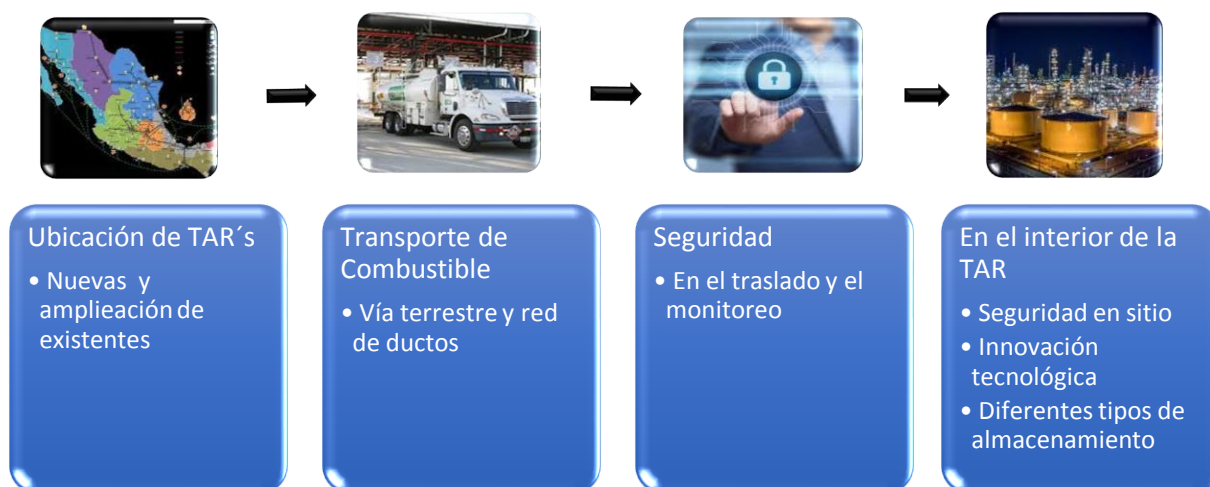 Ubicación de TAR´s
• Nuevas y
amplieación de
existentes
Transporte de
Combustible
• Vía terrestre y red
de ductos
Seguridad
• En el traslado y el
monitoreo
En el interior de la
TAR
• Seguridad en sitio
• Innovación
tecnológica
• Diferentes tipos de
almacenamiento